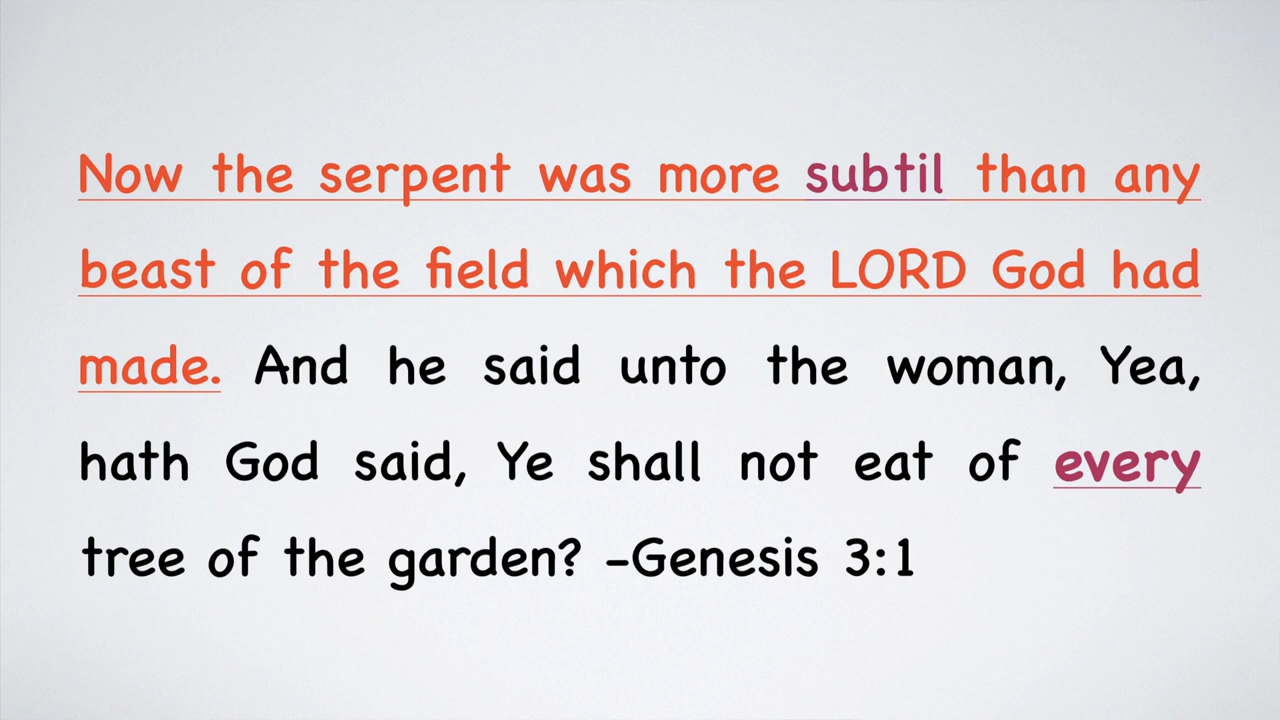 Now the serpent was more subtil than any
beast of the field which the LORD God had
made. And he said unto the woman, Yea,
hath God said, Ye shall not eat of every
tree of the garden? –Genesis 3:1